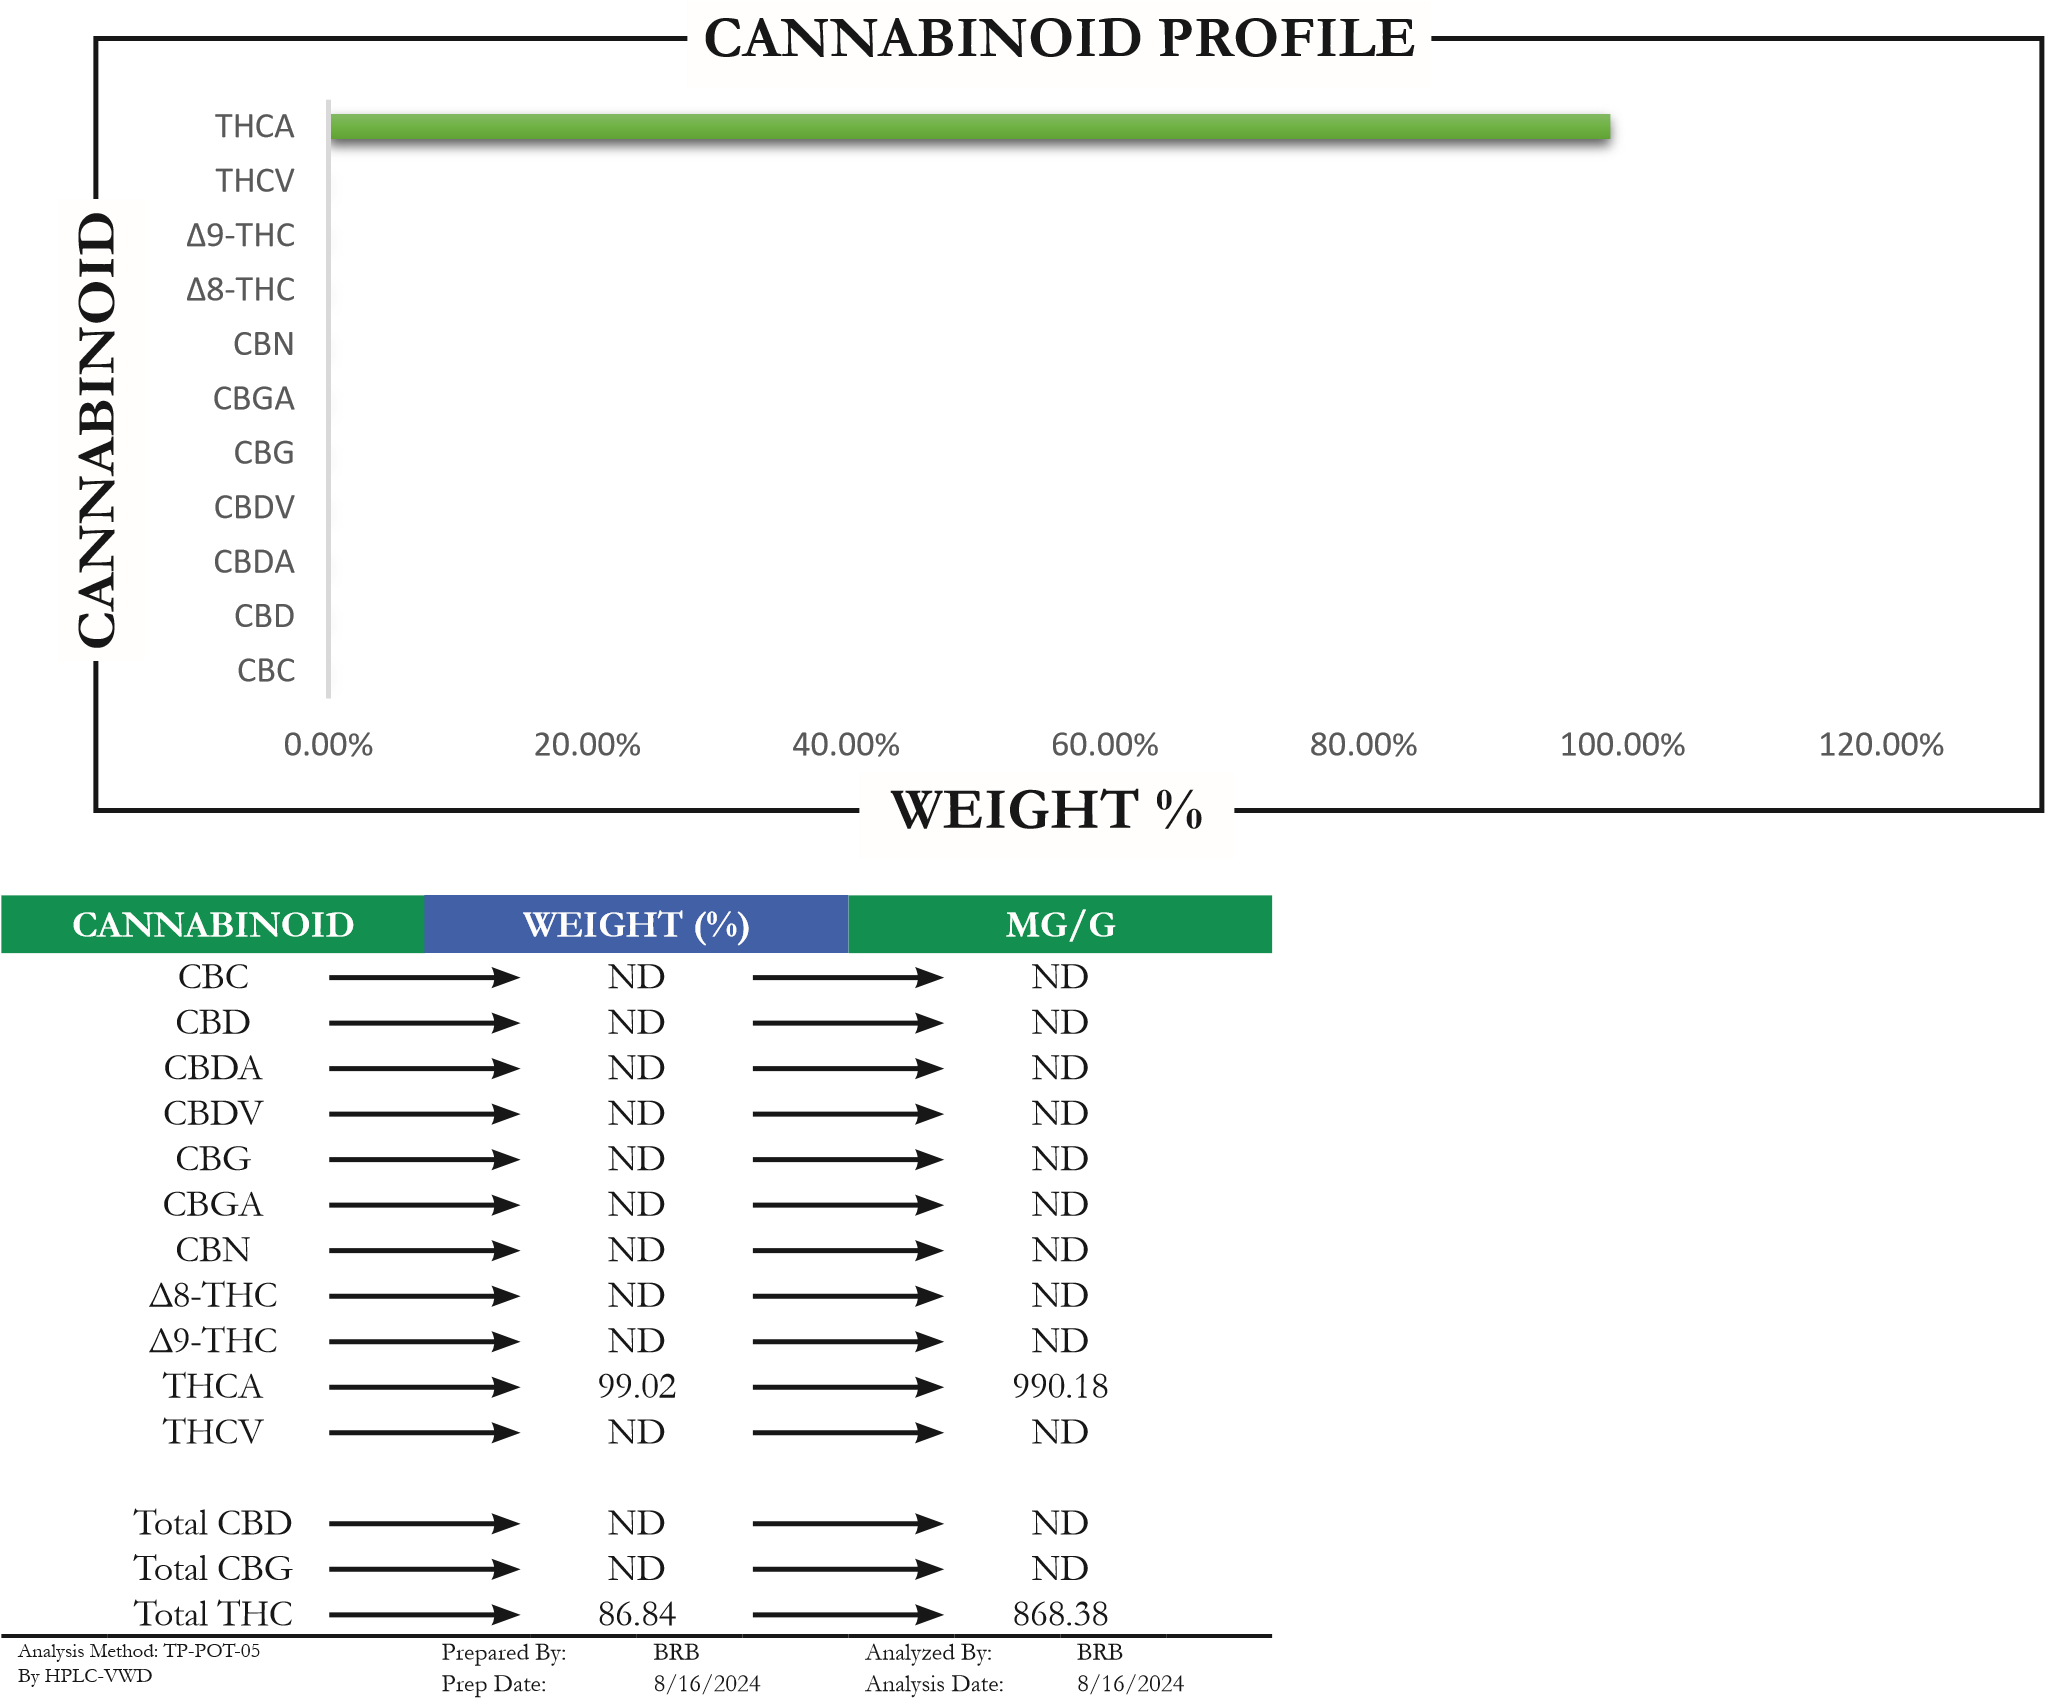 CANNABINOID PROFILE
CANNABINOID
THCA
THCV
Δ9-THC
Δ8-THC
CBN
CBGA
CBG
CBDV
CBDA
CBD
CBC
0.00% 20.00% 40.00% 60.00% 80.00% 100.00% 120.00%
WEIGHT %
CANNABINOID WEIGHT (%) MG/G
CBC ND ND
CBD ND ND
CBDA ND ND
CBDV ND ND
CBG ND ND
CBGA ND ND
CBN ND ND
Δ8-THC ND ND
Δ9-THC ND ND
THCA 99.02 990.18
THCV ND ND
Total CBD ND ND
Total CBG ND ND
Total THC 86.84 868.38
Analysis Method: TP-POT-05 Prepared By: BRB Analyzed By: BRB
By HPLC-VWD Prep Date: 8/16/2024 Analysis Date: 8/16/2024